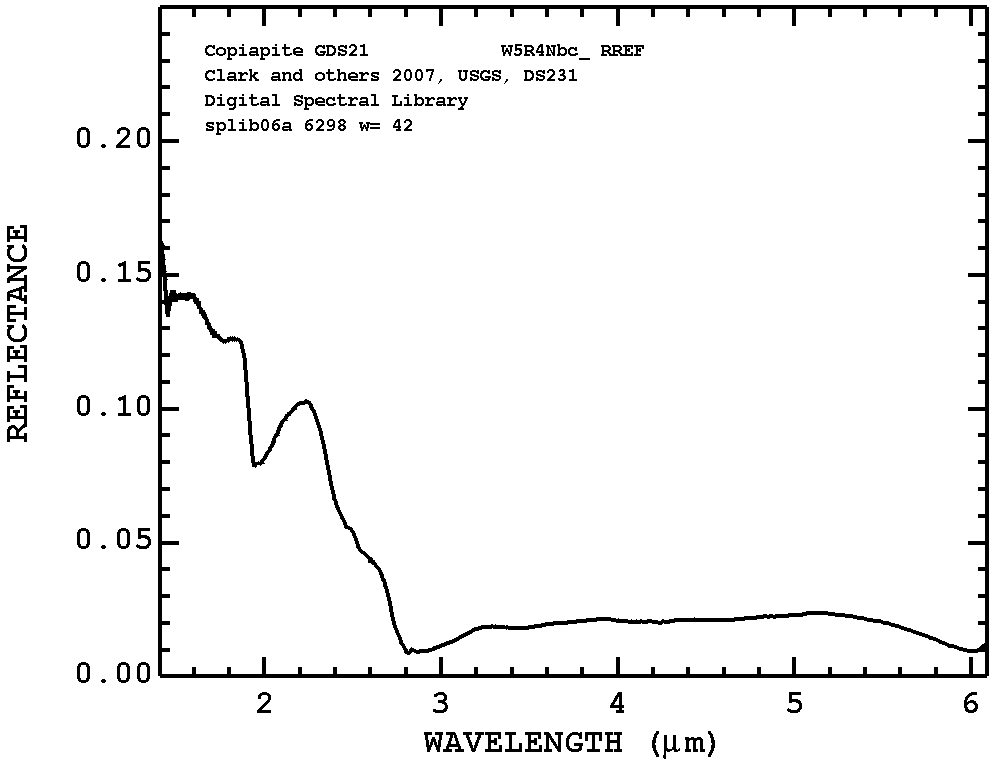 Copiapite GDS21 W5R4Nbc_ RREF
Clark and others 2007, USGS, DS231
Digital Spectral Library
splib06a 6298 w= 42
REFLECTANCE
0.20
0.15
0.10
0.05
0.00
2 3 4 5 6
WAVELENGTH (μm)